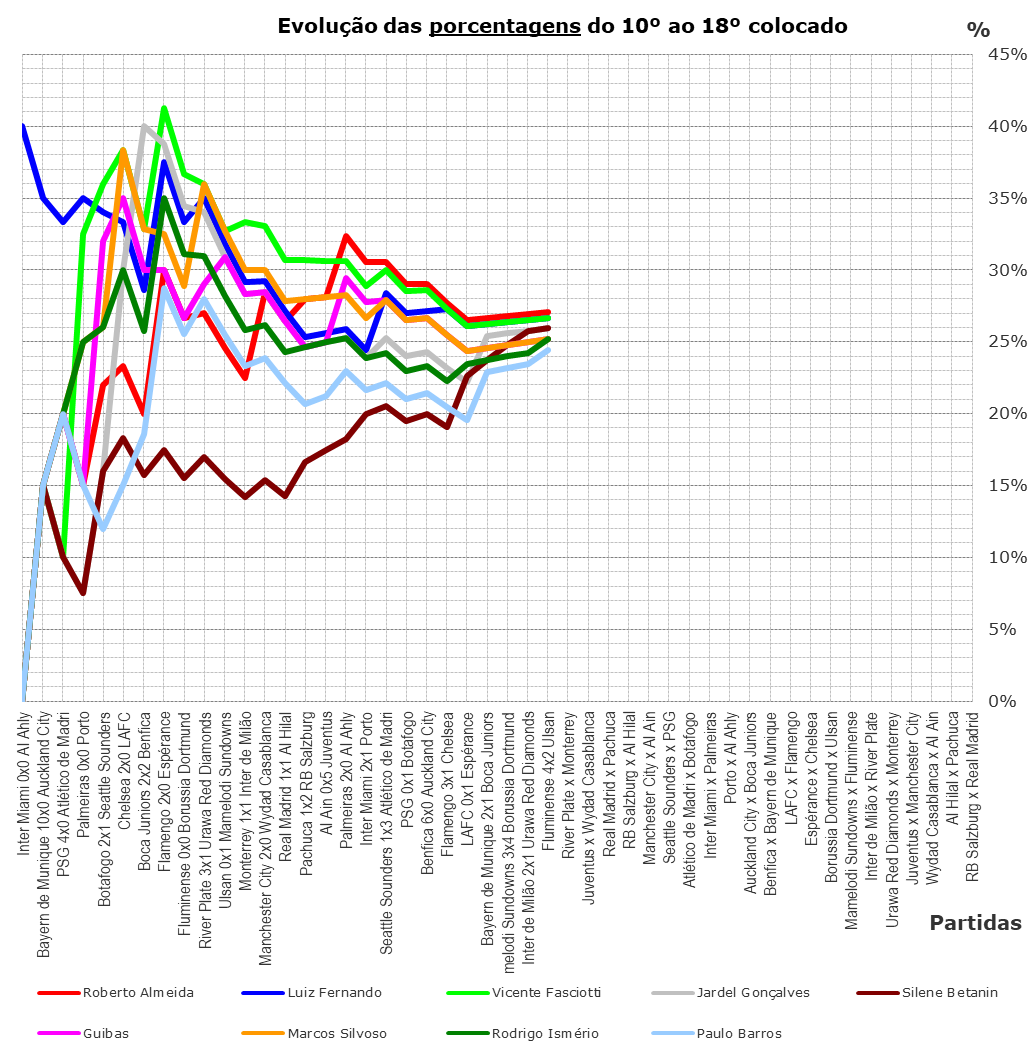 Evolução das porcentagens do 10º ao 18º colocado
%
45%
40%
35%
30%
25%
20%
15%
10%
5%
0%
Inter Miami 0x0 Al Ahly
Bayern de Munique 10x0 Auckland City
PSG 4x0 Atlético de Madri
Palmeiras 0x0 Porto
Botafogo 2x1 Seattle Sounders
Chelsea 2x0 LAFC
Boca Juniors 2x2 Benfica
Flamengo 2x0 Espérance
Fluminense 0x0 Borussia Dortmund
River Plate 3x1 Urawa Red Diamonds
Ulsan 0x1 Mamelodi Sundowns
Monterrey 1x1 Inter de Milão
Manchester City 2x0 Wydad Casablanca
Real Madrid 1x1 Al Hilal
Pachuca 1x2 RB Salzburg
Al Ain 0x5 Juventus
Palmeiras 2x0 Al Ahly
Inter Miami 2x1 Porto
Seattle Sounders 1x3 Atlético de Madri
PSG 0x1 Botafogo
Benfica 6x0 Auckland City
Flamengo 3x1 Chelsea
LAFC 0x1 Espérance
Bayern de Munique 2x1 Boca Juniors
melodi Sundowns 3x4 Borussia Dortmund
Inter de Milão 2x1 Urawa Red Diamonds
Fluminense 4x2 Ulsan
River Plate x Monterrey
Juventus x Wydad Casablanca
Real Madrid x Pachuca
RB Salzburg x Al Hilal
Manchester City x Al Ain
Seattle Sounders x PSG
Atlético de Madri x Botafogo
Inter Miami x Palmeiras
Porto x Al Ahly
Auckland City x Boca Juniors
Benfica x Bayern de Munique
LAFC x Flamengo
Espérance x Chelsea
Borussia Dortmund x Ulsan
Mamelodi Sundowns x Fluminense
Inter de Milão x River Plate
Urawa Red Diamonds x Monterrey
Juventus x Manchester City
Wydad Casablanca x Al Ain
Al Hilal x Pachuca
RB Salzburg x Real Madrid
Partidas
Roberto Almeida
Luiz Fernando
Vicente Fasciotti
Jardel Gonçalves
Silene Betanin
Guibas
Marcos Silvoso
Rodrigo Ismério
Paulo Barros